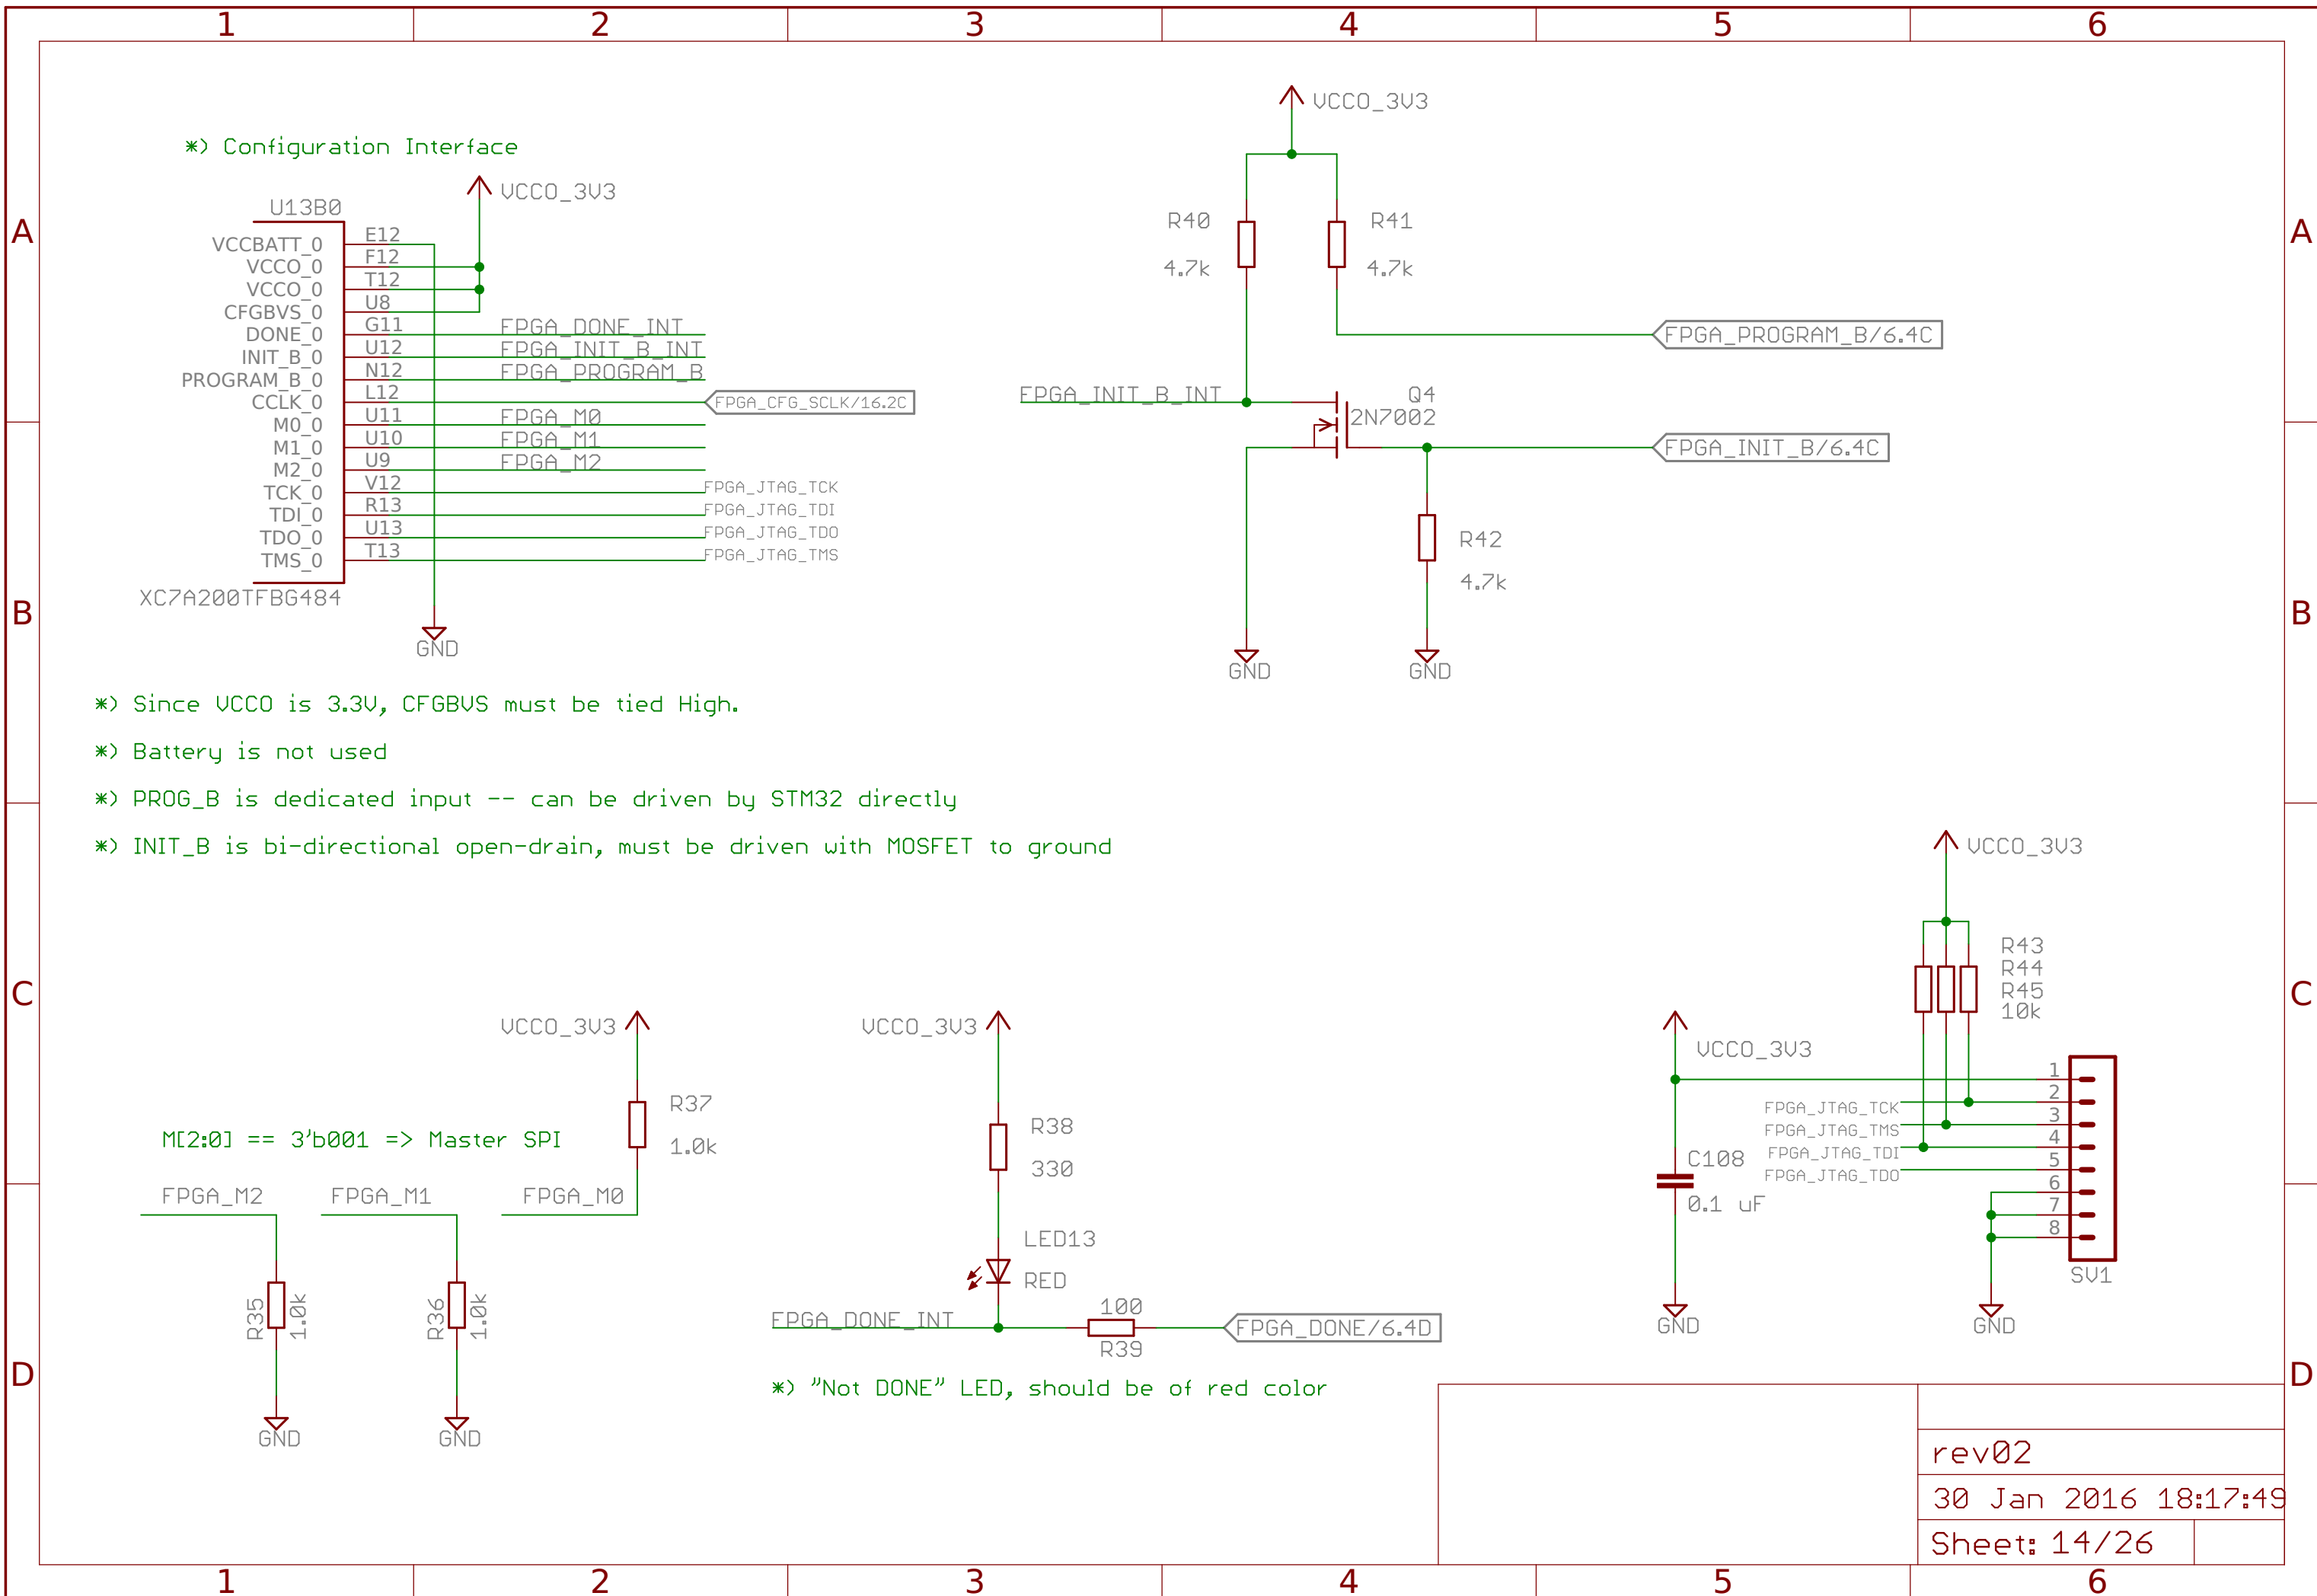 1 2 3 4 5 6
A A
B B
C C
D D
*) Configuration Interface
VCCO_3V3
U13B0
VCCBATT_0 E12
VCCO_0 F12
VCCO_0 T12
CFGBVS_0 U8
DONE_0 G11 FPGA_DONE_INT
INIT_B_0 U12 FPGA_INIT_B_INT
PROGRAM_B_0 N12 FPGA_PROGRAM_B
CCLK_0 L12 FPGA_CFG_SCLK/16.2C
M0_0 U11 FPGA_M0
M1_0 U10 FPGA_M1
M2_0 U9 FPGA_M2
TCK_0 V12 FPGA_JTAG_TCK
TDI_0 R13 FPGA_JTAG_TDI
TDO_0 U13 FPGA_JTAG_TDO
TMS_0 T13 FPGA_JTAG_TMS
XC7A200TFBG484
GND
VCCO_3V3
R40 R41
4.7k 4.7k
FPGA_PROGRAM_B/6.4C
FPGA_INIT_B_INT
Q4
2N7002
FPGA_INIT_B/6.4C
R42
4.7k
GND GND
*) Since VCCO is 3.3V, CFGBVS must be tied High.
*) Battery is not used
*) PROG_B is dedicated input -- can be driven by STM32 directly
*) INIT_B is bi-directional open-drain, must be driven with MOSFET to ground
VCCO_3V3
R37
1.0k
M[2:0] == 3'b001 => Master SPI
FPGA_M2 FPGA_M1 FPGA_M0
R35 1.0k
R36 1.0k
GND GND
VCCO_3V3
R38
330
LED13
RED
FPGA_DONE_INT
100
R39
FPGA_DONE/6.4D
*) "Not DONE" LED, should be of red color
VCCO_3V3
R43
R44
R45
10k
VCCO_3V3
C108
0.1 uF
GND
1
FPGA_JTAG_TCK 2
FPGA_JTAG_TMS 3
FPGA_JTAG_TDI 4
FPGA_JTAG_TDO 5
6
7
8
SV1
GND
rev02
30 Jan 2016 18:17:49
Sheet: 14/26
1 2 3 4 5 6